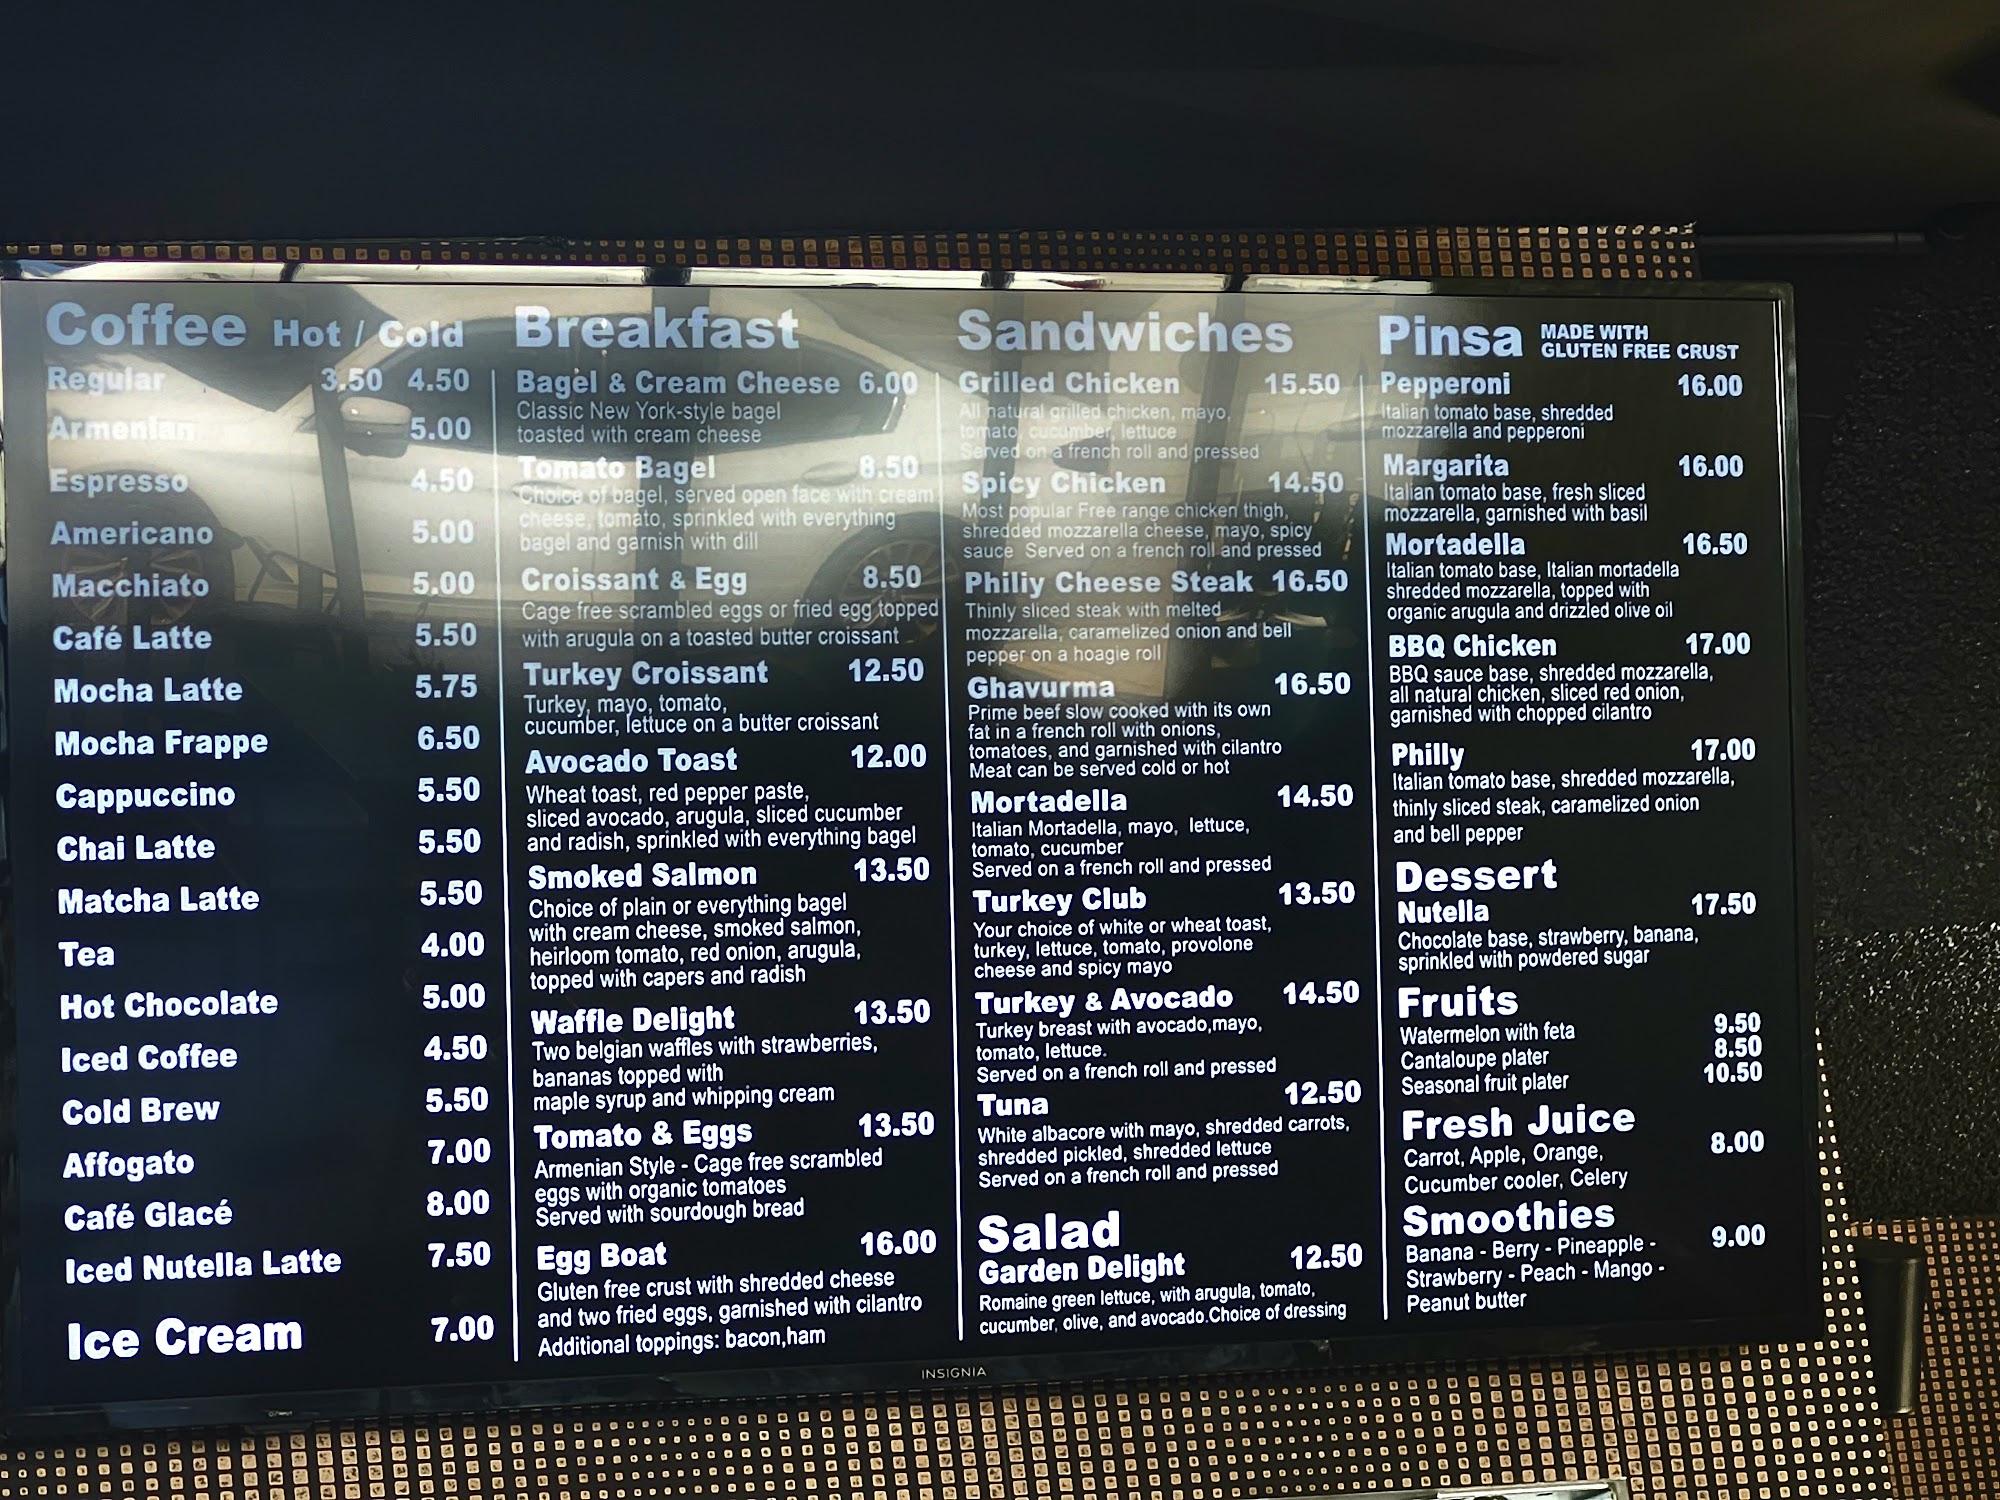 Coffee Hot / Cold
Regular 3.50 4.50
Armenian 5.00
Espresso 4.50
Americano 5.00
Macchiato 5.00
Café Latte 5.50
Mocha Latte 5.75
Mocha Frappe 6.50
Cappuccino 5.50
Chai Latte 5.50
Matcha Latte 5.50
Tea 4.00
Hot Chocolate 5.00
Iced Coffee 4.50
Cold Brew 5.50
Affogato 7.00
Café Glacé 8.00
Iced Nutella Latte 7.50
Ice Cream 7.00
Breakfast
Bagel & Cream Cheese 6.00
Classic New York-style bagel
toasted with cream cheese
Tomato Bagel 8.50
Choice of bagel, served open face with cream
cheese, tomato, sprinkled with everything
bagel and garnish with dill
Croissant & Egg 8.50
Cage free scrambled eggs or fried egg topped
with arugula on a toasted butter croissant
Turkey Croissant 12.50
Turkey, mayo, tomato,
cucumber, lettuce on a butter croissant
Avocado Toast 12.00
Wheat toast, red pepper paste,
sliced avocado, arugula, sliced cucumber
and radish, sprinkled with everything bagel
Smoked Salmon 13.50
Choice of plain or everything bagel
with cream cheese, smoked salmon,
heirloom tomato, red onion, arugula,
topped with capers and radish
Waffle Delight 13.50
Two belgian waffles with strawberries,
bananas topped with
maple syrup and whipping cream
Tomato & Eggs 13.50
Armenian Style - Cage free scrambled
eggs with organic tomatoes
Served with sourdough bread
Egg Boat 16.00
Gluten free crust with shredded cheese
and two fried eggs, garnished with cilantro
Additional toppings: bacon,ham
Sandwiches
Grilled Chicken 15.50
All natural grilled chicken, mayo,
tomato, cucumber, lettuce
Served on a french roll and pressed
Spicy Chicken 14.50
Most popular Free range chicken thigh,
shredded mozzarella cheese, mayo, spicy
sauce Served on a french roll and pressed
Philiy Cheese Steak 16.50
Thinly sliced steak with melted
mozzarella, caramelized onion and bell
pepper on a hoagie roll
Ghavurma 16.50
Prime beef slow cooked with its own
fat in a french roll with onions,
tomatoes, and garnished with cilantro
Meat can be served cold or hot
Mortadella 14.50
Italian Mortadella, mayo, lettuce,
tomato, cucumber
Served on a french roll and pressed
Turkey Club 13.50
Your choice of white or wheat toast,
turkey, lettuce, tomato, provolone
cheese and spicy mayo
Turkey & Avocado 14.50
Turkey breast with avocado,mayo,
tomato, lettuce.
Served on a french roll and pressed
Tuna 12.50
White albacore with mayo, shredded carrots,
shredded pickled, shredded lettuce
Served on a french roll and pressed
Salad
Garden Delight 12.50
Romaine green lettuce, with arugula, tomato,
cucumber, olive, and avocado.Choice of dressing
Pinsa MADE WITH
GLUTEN FREE CRUST
Pepperoni 16.00
Italian tomato base, shredded
mozzarella and pepperoni
Margarita 16.00
Italian tomato base, fresh sliced
mozzarella, garnished with basil
Mortadella 16.50
Italian tomato base, Italian mortadella
shredded mozzarella, topped with
organic arugula and drizzled olive oil
BBQ Chicken 17.00
BBQ sauce base, shredded mozzarella,
all natural chicken, sliced red onion,
garnished with chopped cilantro
Philly 17.00
Italian tomato base, shredded mozzarella,
thinly sliced steak, caramelized onion
and bell pepper
Dessert
Nutella 17.50
Chocolate base, strawberry, banana,
sprinkled with powdered sugar
Fruits
Watermelon with feta 9.50
Cantaloupe plater 8.50
Seasonal fruit plater 10.50
Fresh Juice
Carrot, Apple, Orange, 8.00
Cucumber cooler, Celery
Smoothies
Banana - Berry - Pineapple - 9.00
Strawberry - Peach - Mango -
Peanut butter
INSIGNIA